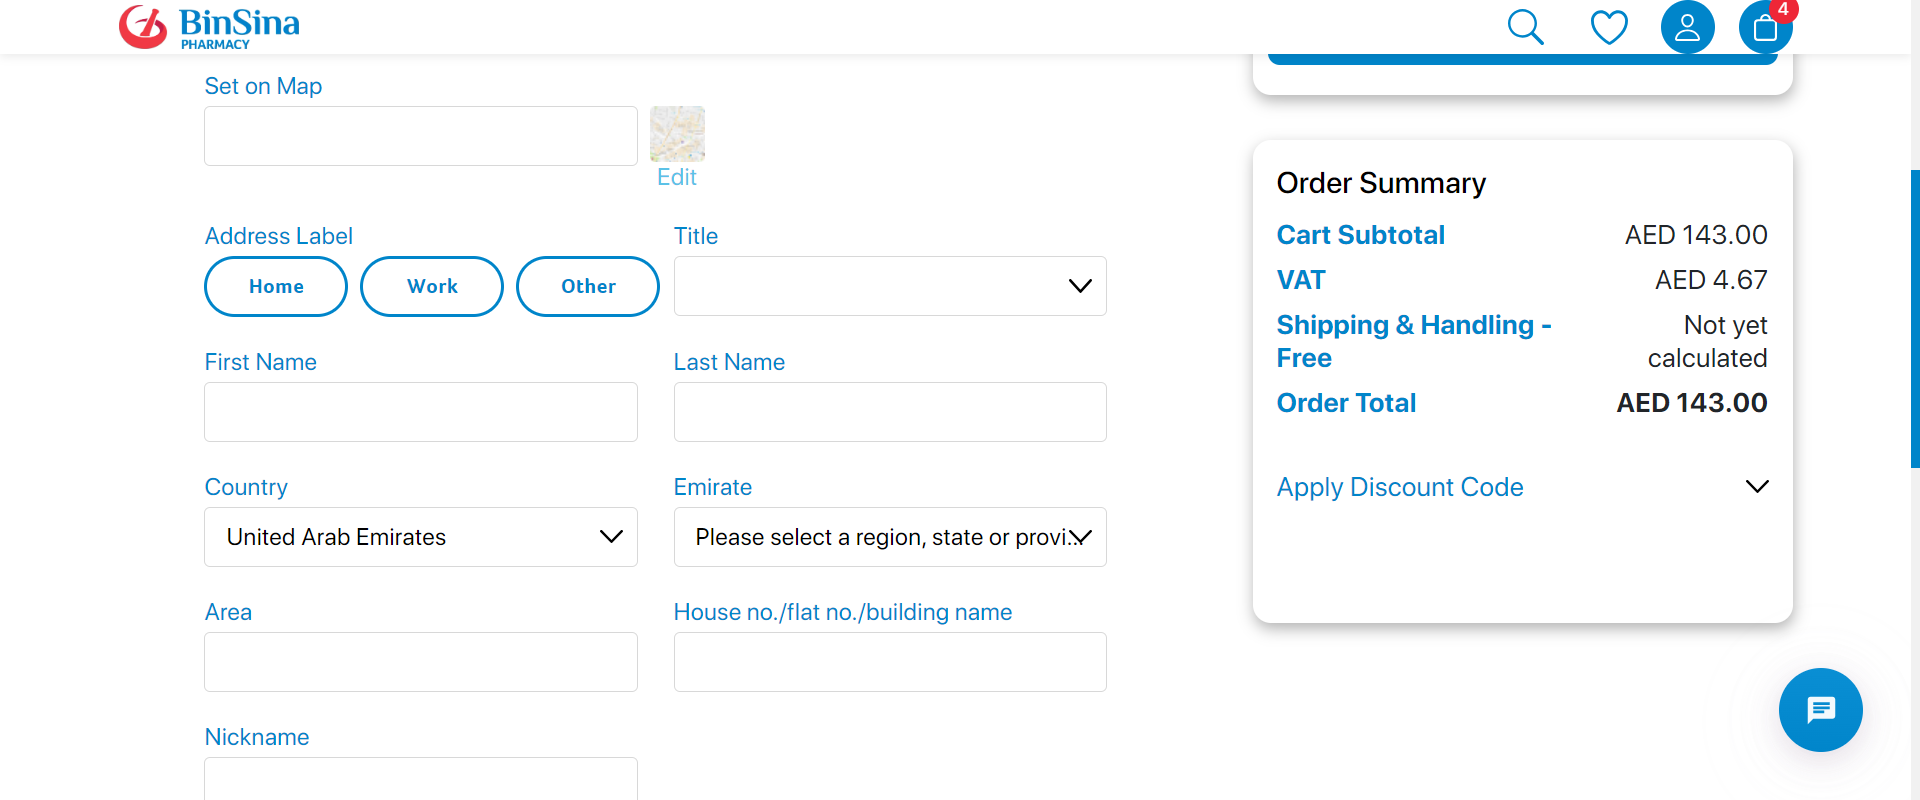 BinSina
PHARMACY
4
Set on Map
Edit
Address Label
Home
Work
Other
Title
First Name
Last Name
Country
United Arab Emirates
Emirate
Please select a region, state or provi...
Area
House no./flat no./building name
Nickname
Order Summary
Cart Subtotal AED 143.00
VAT AED 4.67
Shipping & Handling - Not yet
Free calculated
Order Total AED 143.00
Apply Discount Code